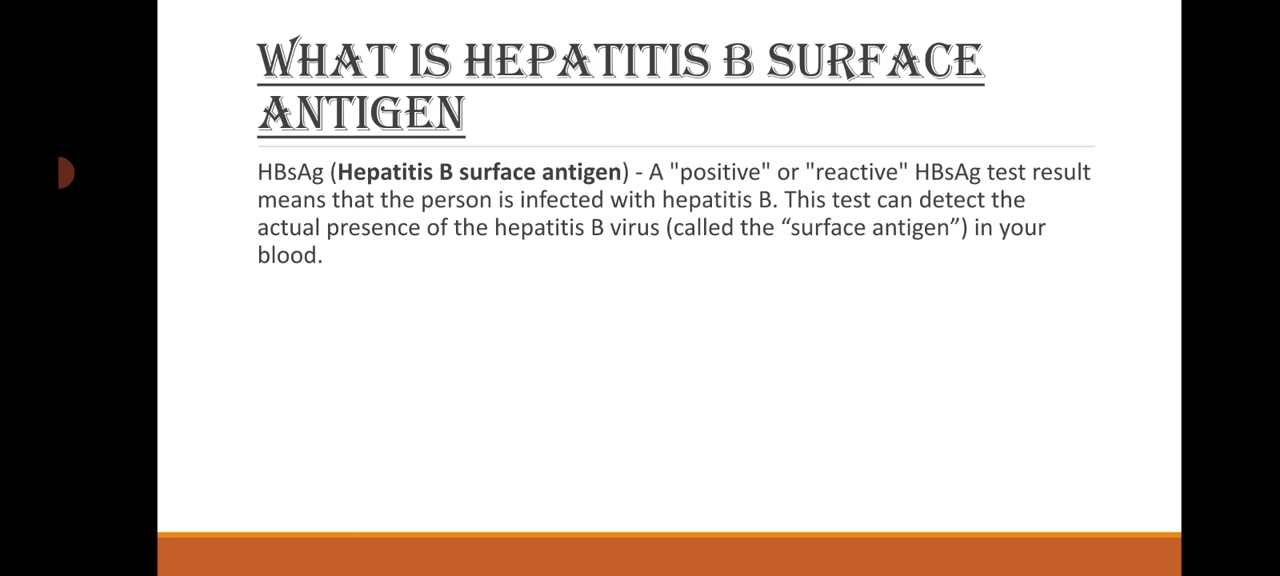 WHAT IS HEPATITIS B SURFACE
ANTIGEN
HBsAg (Hepatitis B surface antigen) - A "positive" or "reactive" HBsAg test result
means that the person is infected with hepatitis B. This test can detect the
actual presence of the hepatitis B virus (called the “surface antigen”) in your
blood.